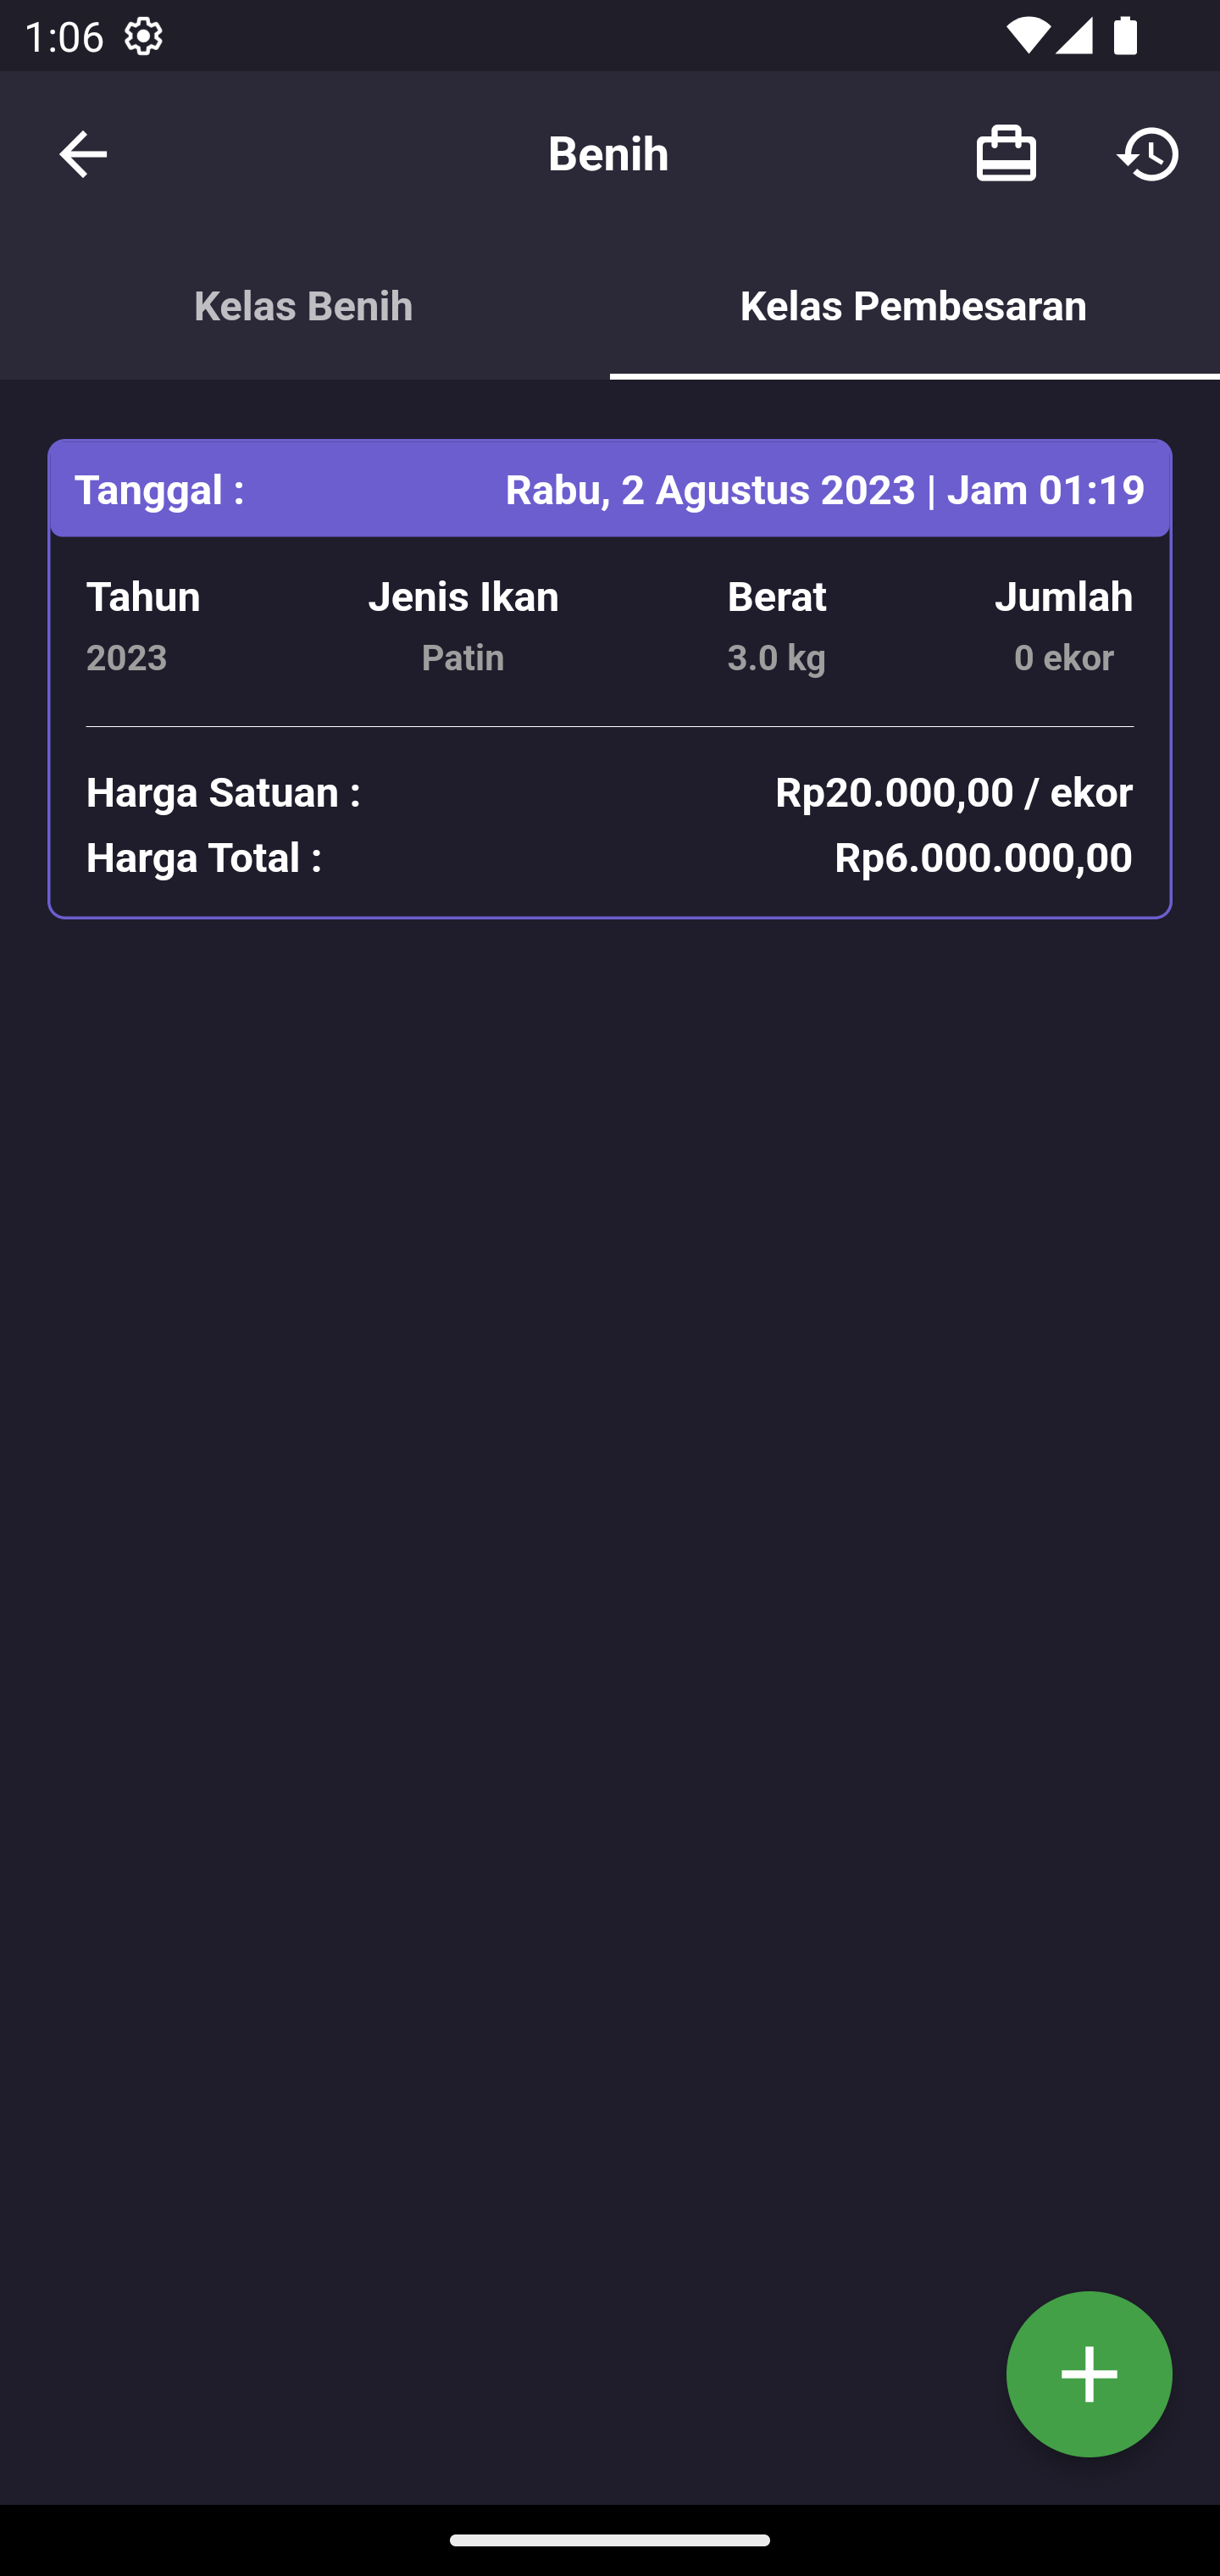 1:06
Benih
Kelas Benih Kelas Pembesaran
Tanggal : Rabu, 2 Agustus 2023 | Jam 01:19
Tahun Jenis Ikan Berat Jumlah
2023 Patin 3.0 kg 0 ekor
Harga Satuan : Rp20.000,00 / ekor
Harga Total : Rp6.000.000,00